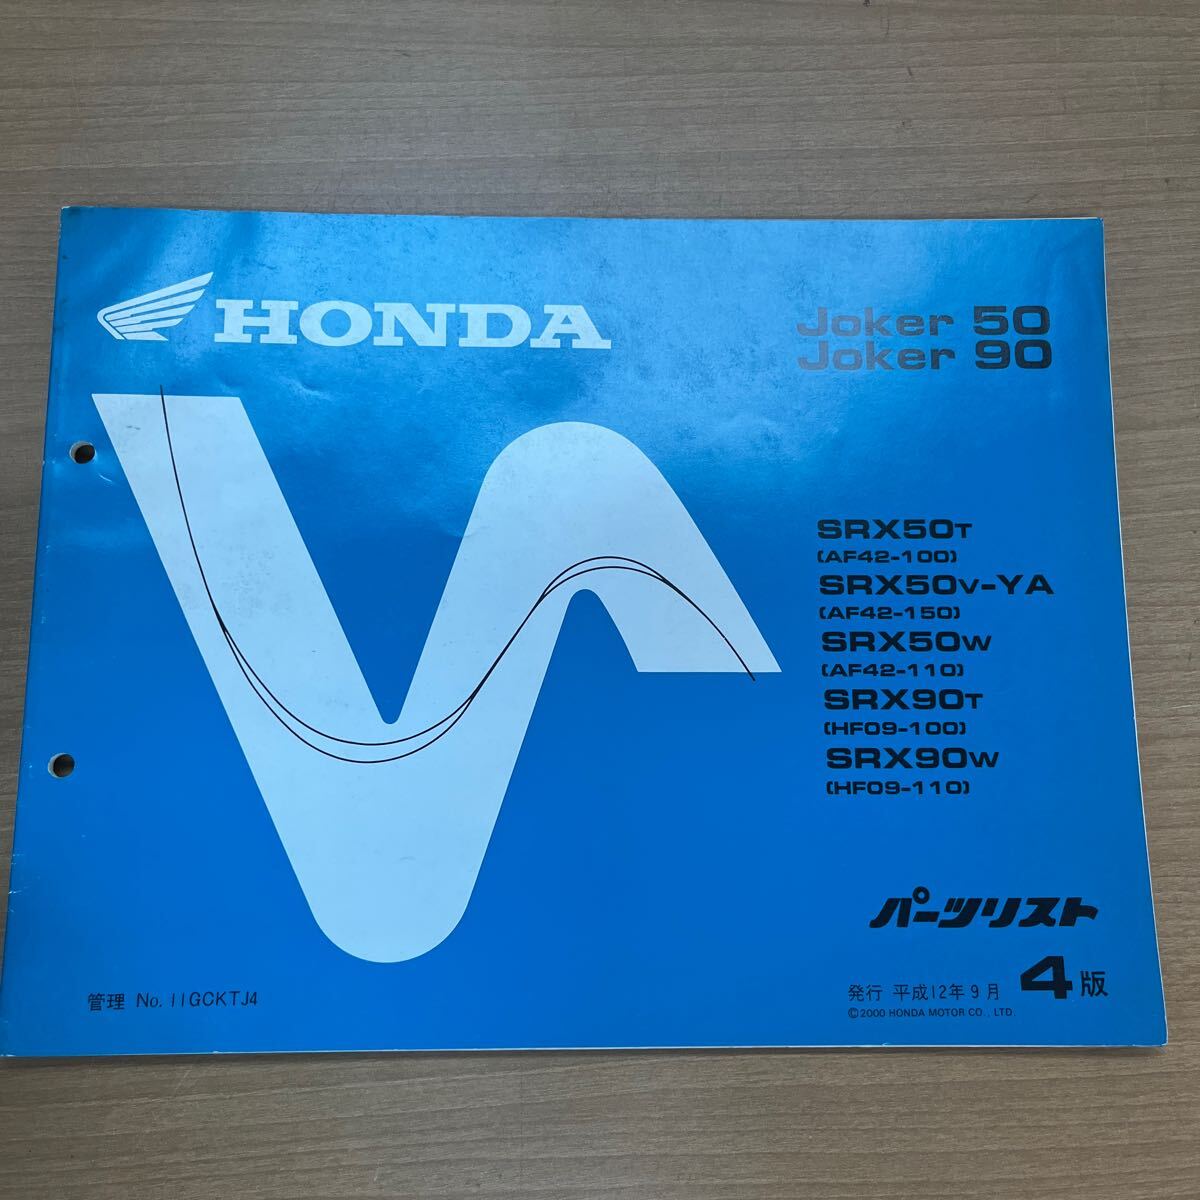 HONDA
Joker 50
Joker 90
SRX50T
(AF42-100)
SRX50V-YA
(AF42-150)
SRX50W
(AF42-110)
SRX90T
(HF09-100)
SRX90W
(HF09-110)
パーツリスト
管理 No. 11GCKTJ4
発行 平成12年9月 4版
©2000 HONDA MOTOR CO., LTD.